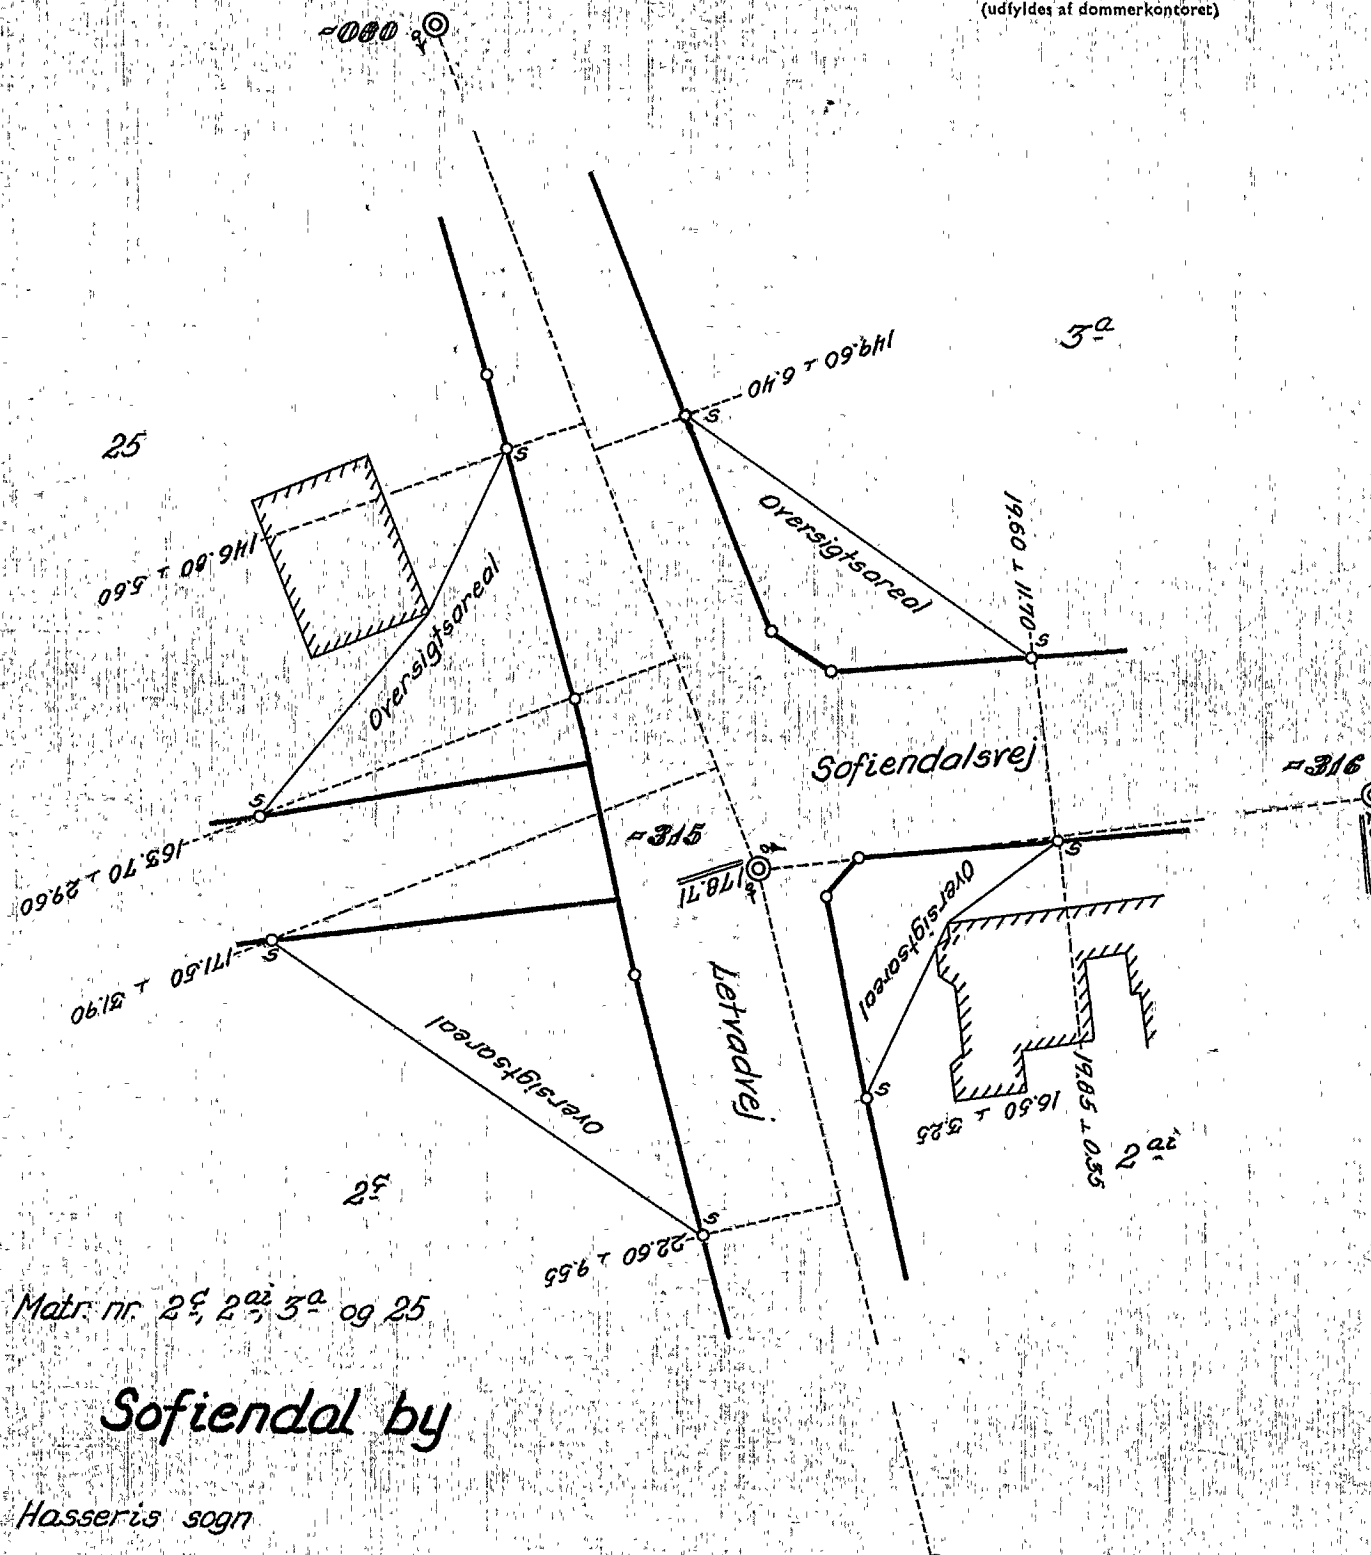 (udfyldes af dommerkontoret)
¤080
3a
149.60 ⊥ 6.40
25
s
s
Oversigtsareal
19.60 ⊥ 11.70
146.80 ⊥ 5.60
Oversigtsareal
s
Sofiendalsvej
¤316
s
163.70 ⊥ 29.60
¤315
178.71
s
Oversigtsareal
171.50 ⊥ 31.90
s
Letvadvej
Oversigtsareal
s
16.50 ⊥ 3.25
19.85 ⊥ 0.35
2ai
2c
s
22.60 ⊥ 9.55
Matr. nr. 2c, 2ai, 3a og 25
Sofiendal by
Hasseris sogn